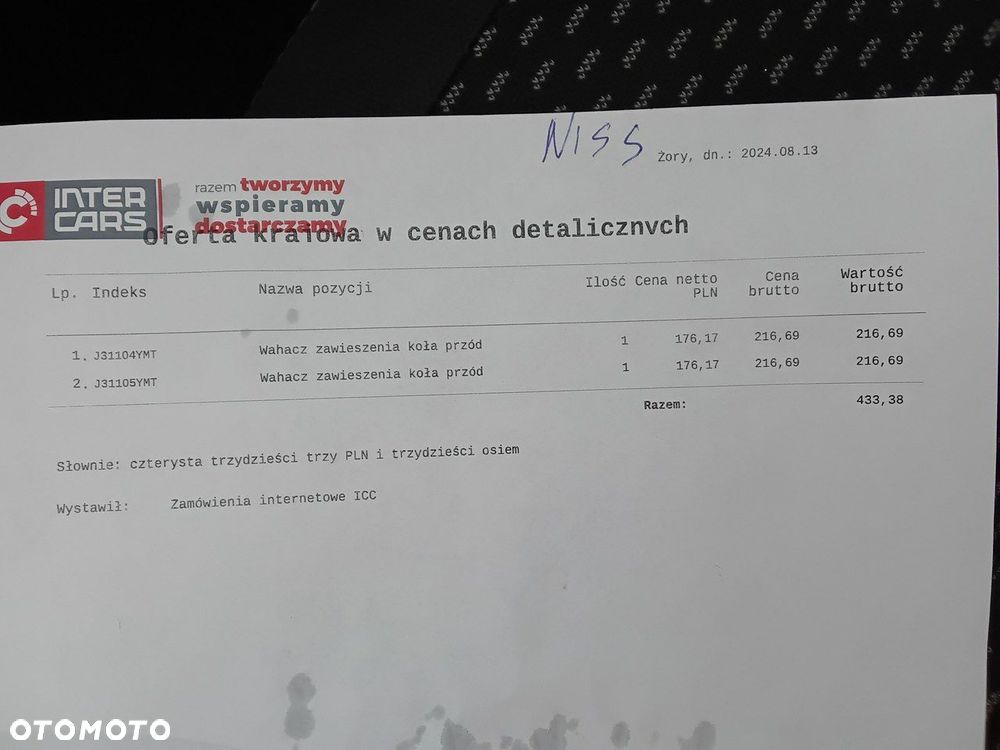 NISS
Żory, dn.: 2024.08.13
INTER CARS
razem tworzymy
wspieramy
dostarczamy
Oferta krajowa w cenach detalicznych
Lp. Indeks Nazwa pozycji Ilość Cena netto PLN Cena brutto Wartość brutto
1. J31104YMT Wahacz zawieszenia koła przód 1 176,17 216,69 216,69
2. J31105YMT Wahacz zawieszenia koła przód 1 176,17 216,69 216,69
Razem: 433,38
Słownie: czterysta trzydzieści trzy PLN i trzydzieści osiem
Wystawił: Zamówienia internetowe ICC
OTOMOTO